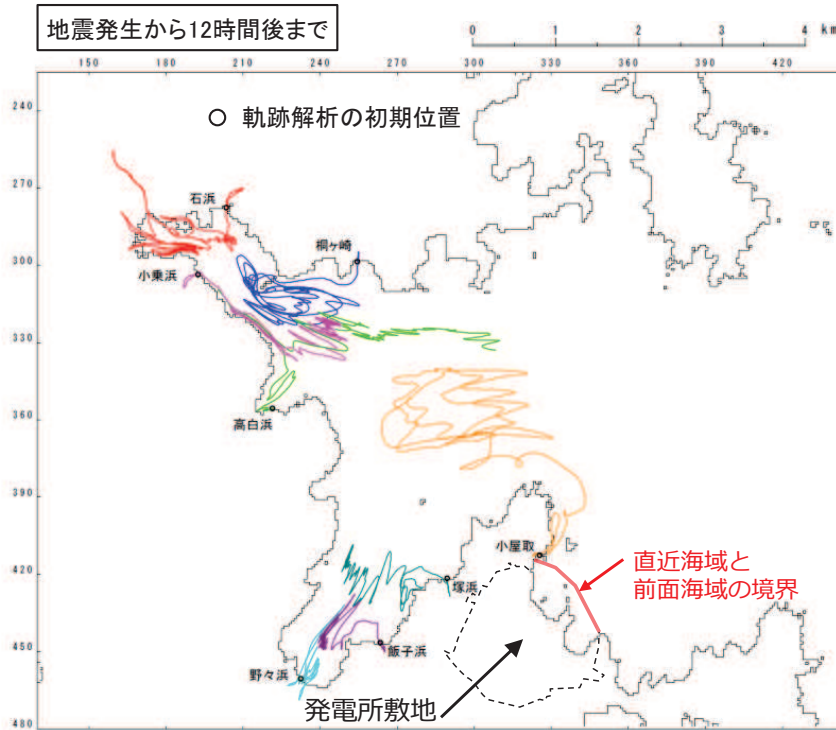 地震発生から12時間後まで
0 1 2 3 4 km
150 180 210 240 270 300 330 360 390 420
240
270
300
330
360
390
420
450
480
○ 軌跡解析の初期位置
石浜
桐ヶ崎
小乗浜
高白浜
小屋取
塚浜
飯子浜
野々浜
直近海域と
前面海域の境界
発電所敷地